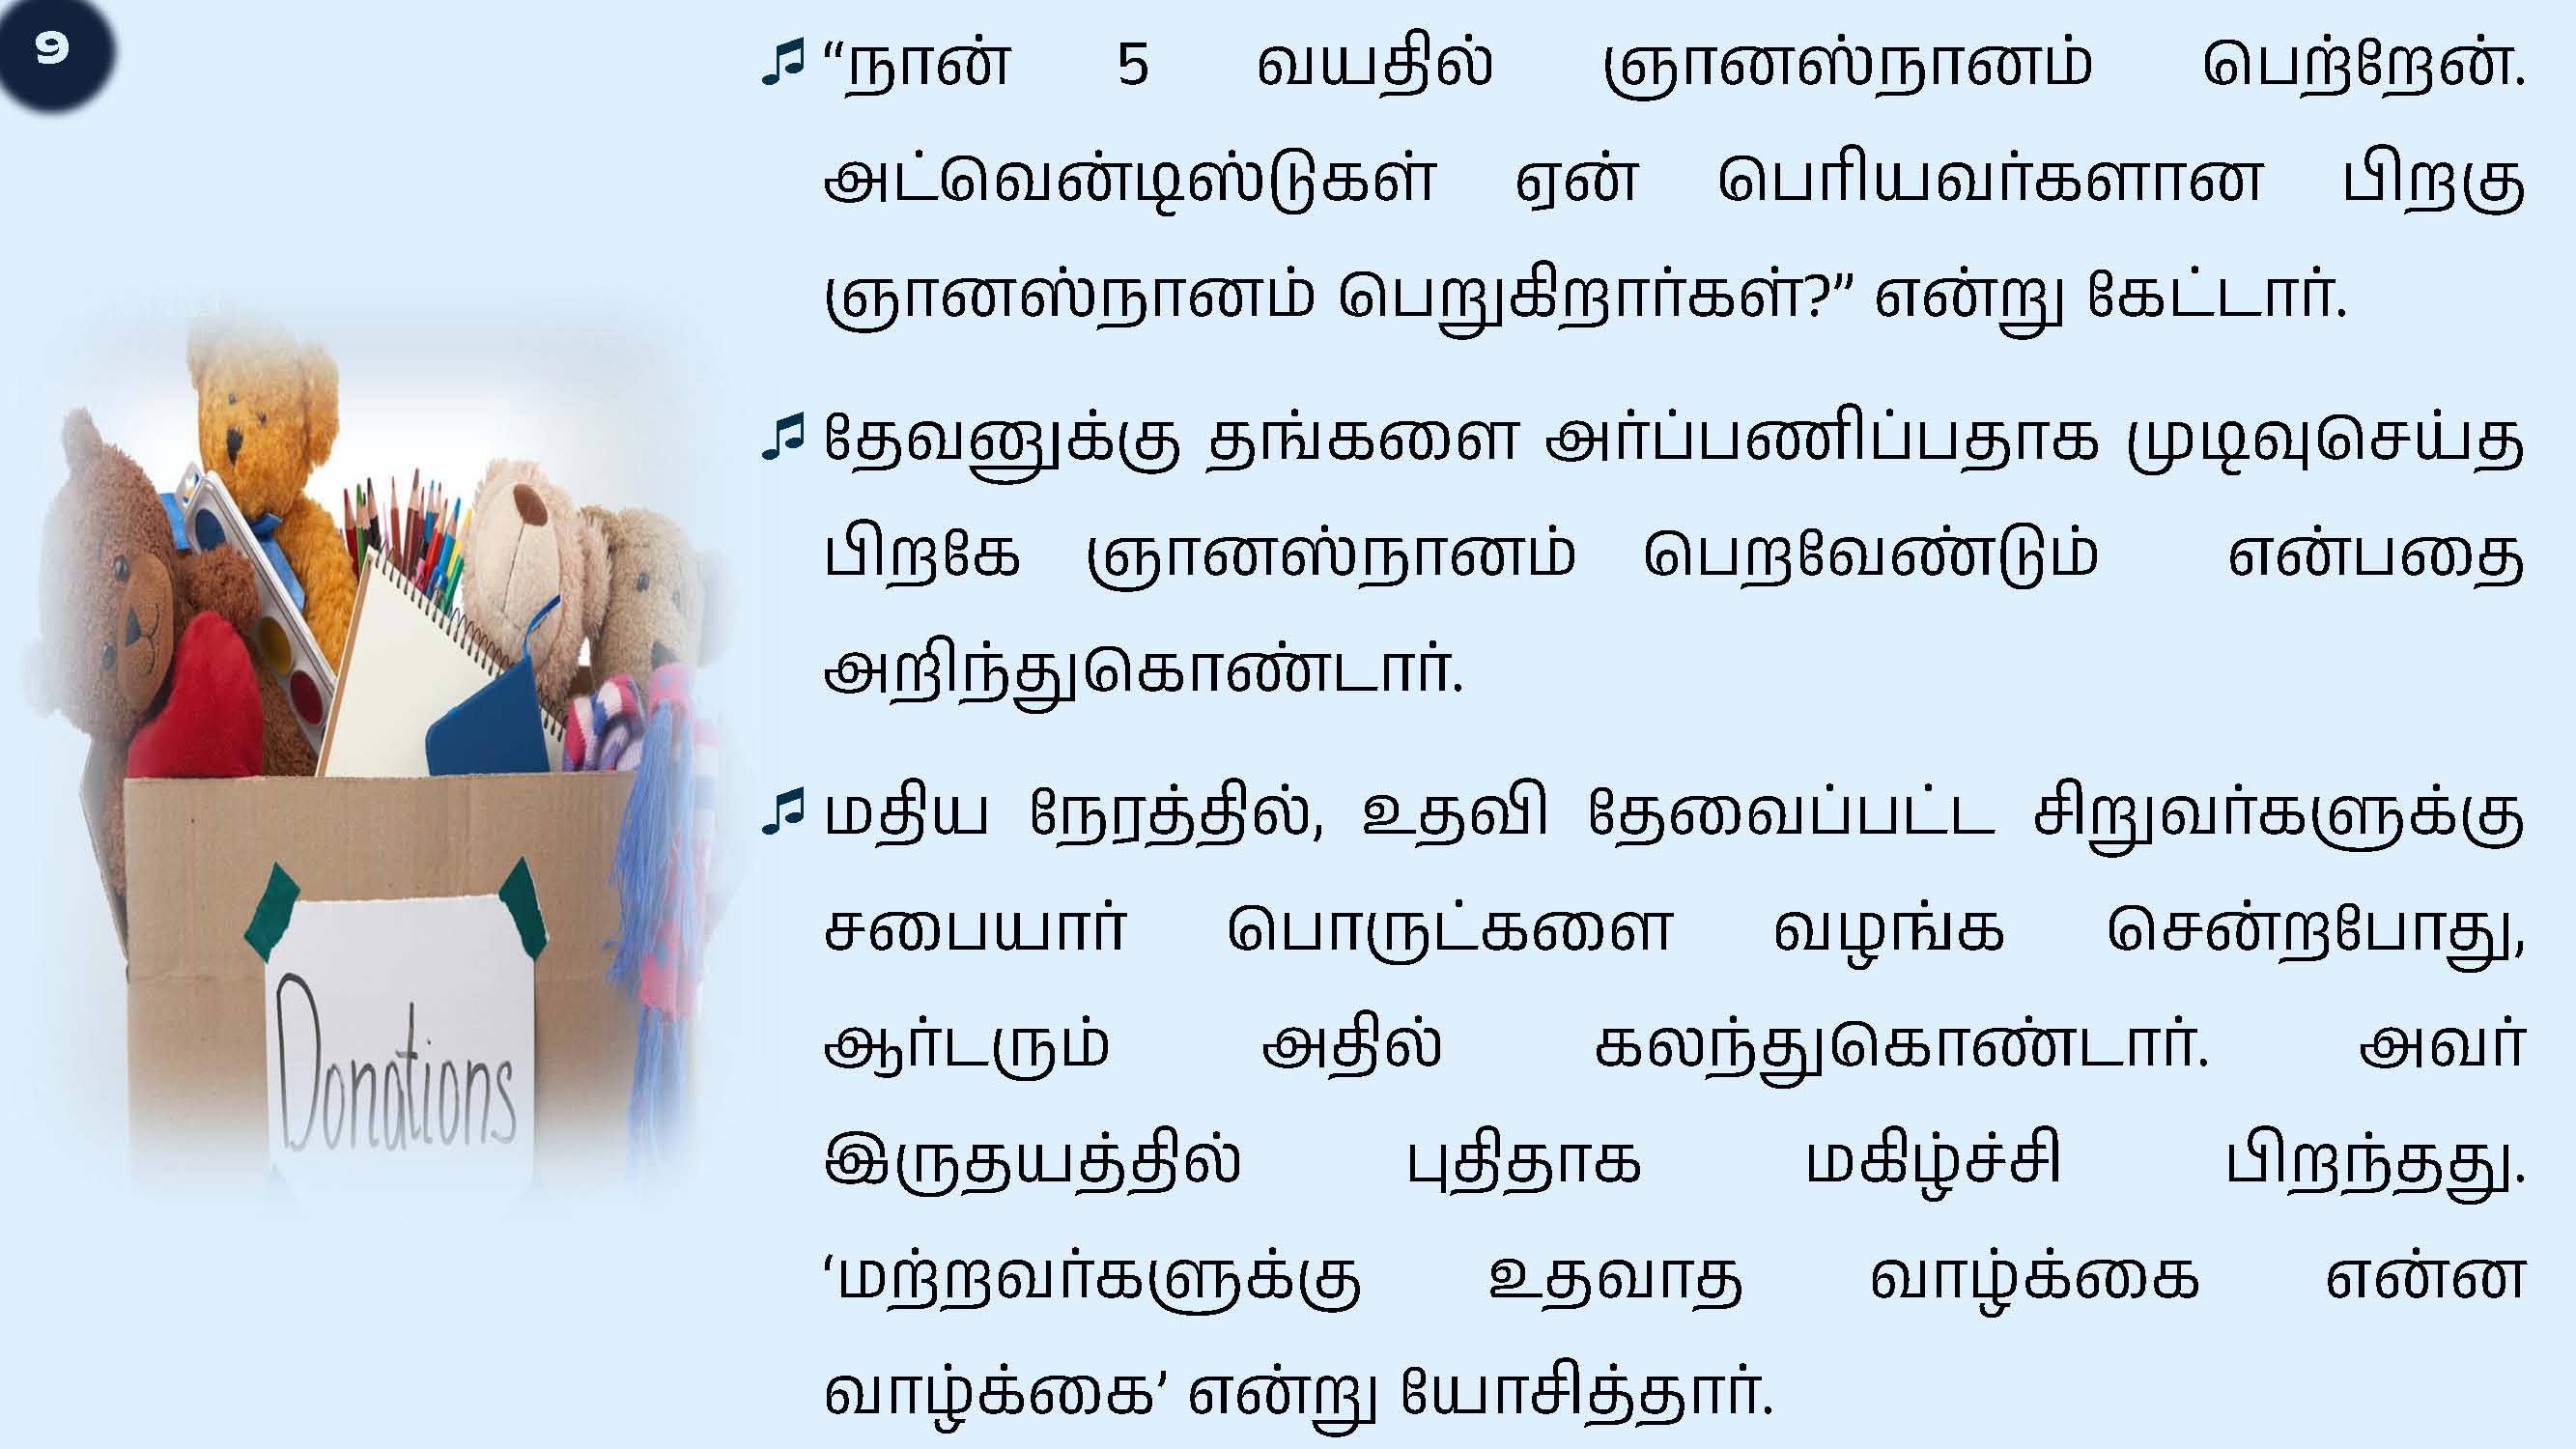 9
“நான் 5 வயதில் ஞானஸ்நானம் பெற்றேன்.
அட்வென்டிஸ்டுகள் ஏன் பெரியவர்களான பிறகு
ஞானஸ்நானம் பெறுகிறார்கள்?” என்று கேட்டார்.
தேவனுக்கு தங்களை அர்ப்பணிப்பதாக முடிவுசெய்த
பிறகே ஞானஸ்நானம் பெறவேண்டும் என்பதை
அறிந்துகொண்டார்.
மதிய நேரத்தில், உதவி தேவைப்பட்ட சிறுவர்களுக்கு
சபையார் பொருட்களை வழங்க சென்றபோது,
ஆர்டரும் அதில் கலந்துகொண்டார். அவர்
இருதயத்தில் புதிதாக மகிழ்ச்சி பிறந்தது.
‘மற்றவர்களுக்கு உதவாத வாழ்க்கை என்ன
வாழ்க்கை’ என்று யோசித்தார்.
Donations